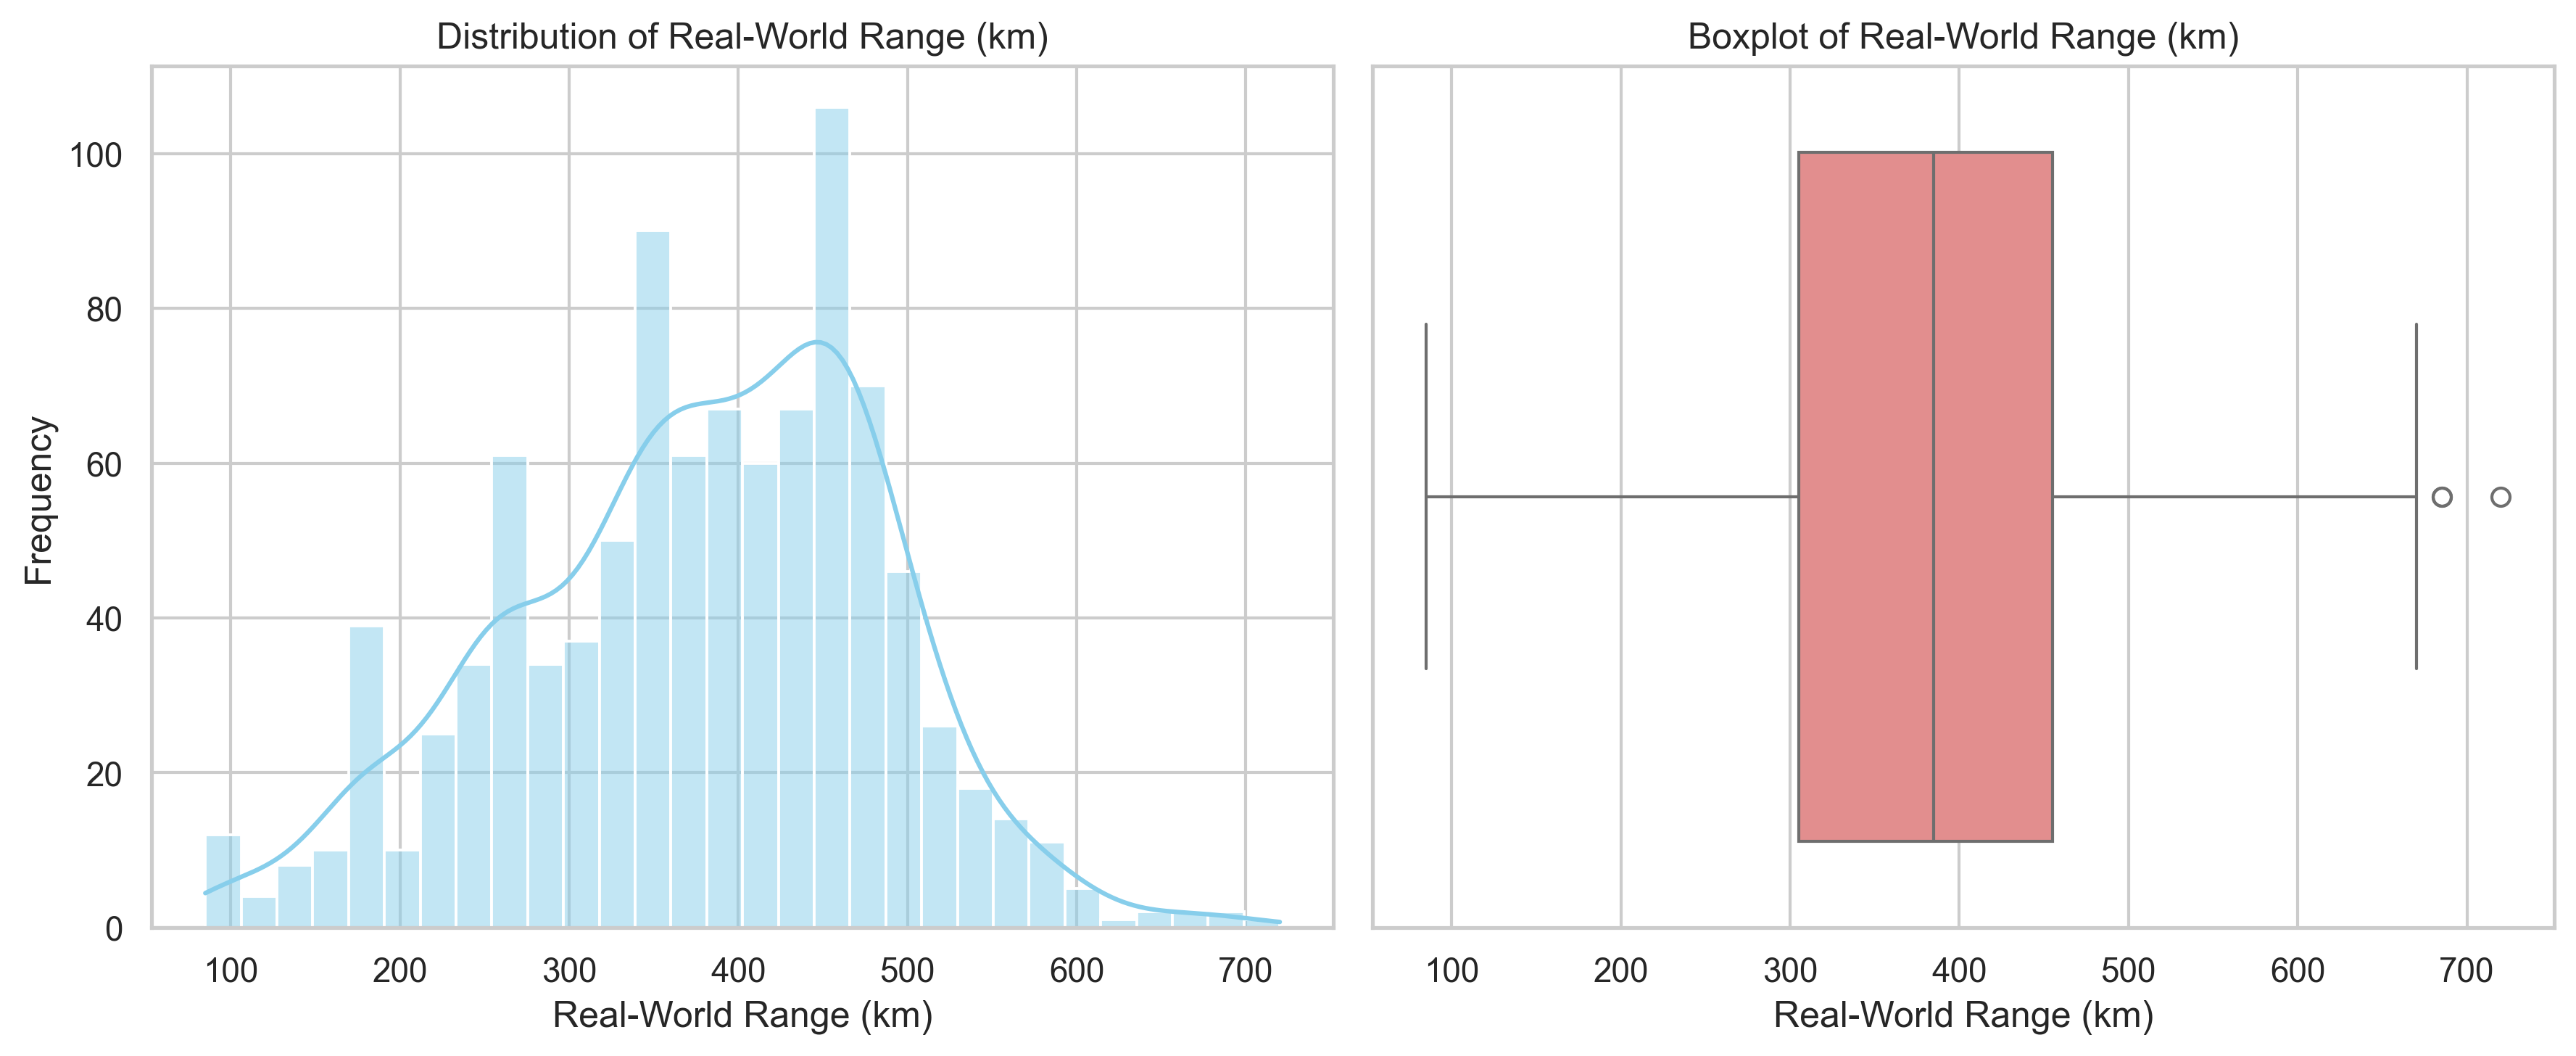 Distribution of Real-World Range (km)
Frequency
100
80
60
40
20
0
100 200 300 400 500 600 700
Real-World Range (km)
Boxplot of Real-World Range (km)
100 200 300 400 500 600 700
Real-World Range (km)